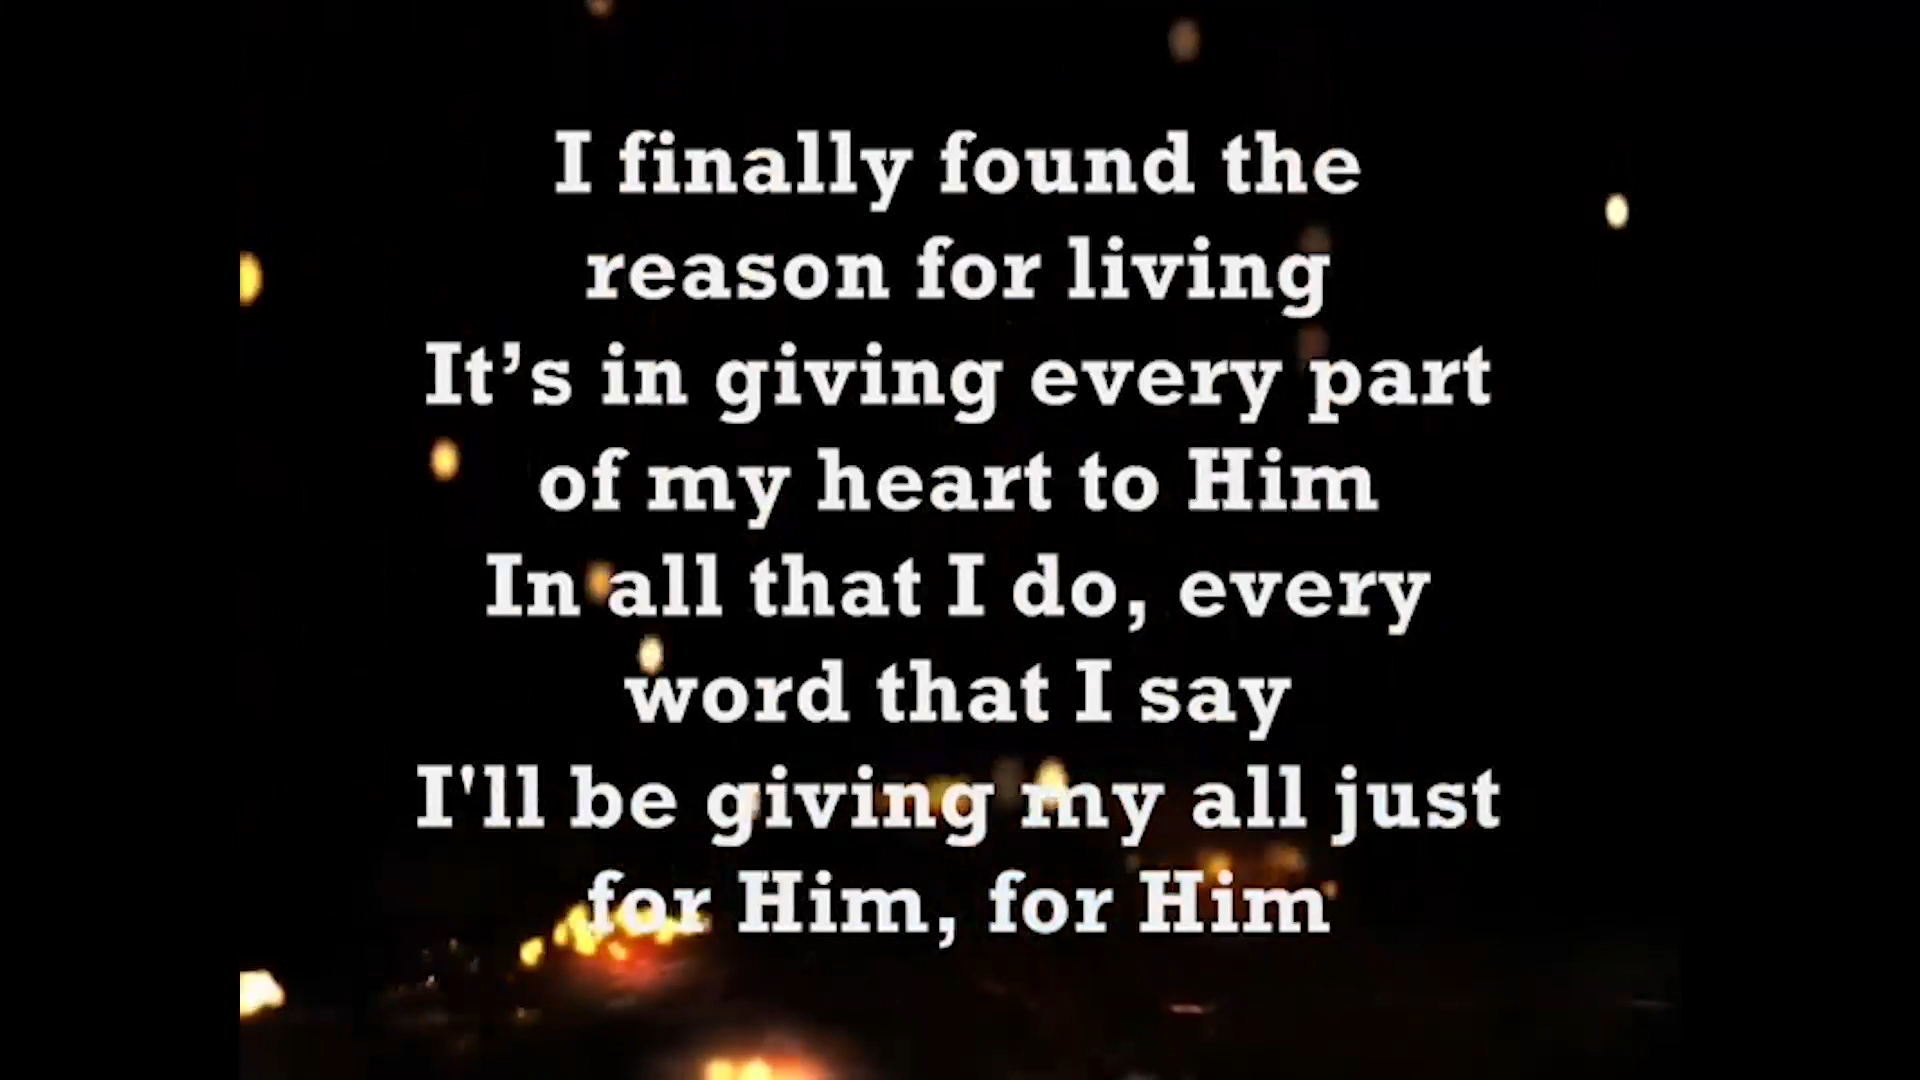 I finally found the
reason for living
It’s in giving every part
of my heart to Him
In all that I do, every
word that I say
I'll be giving my all just
for Him, for Him